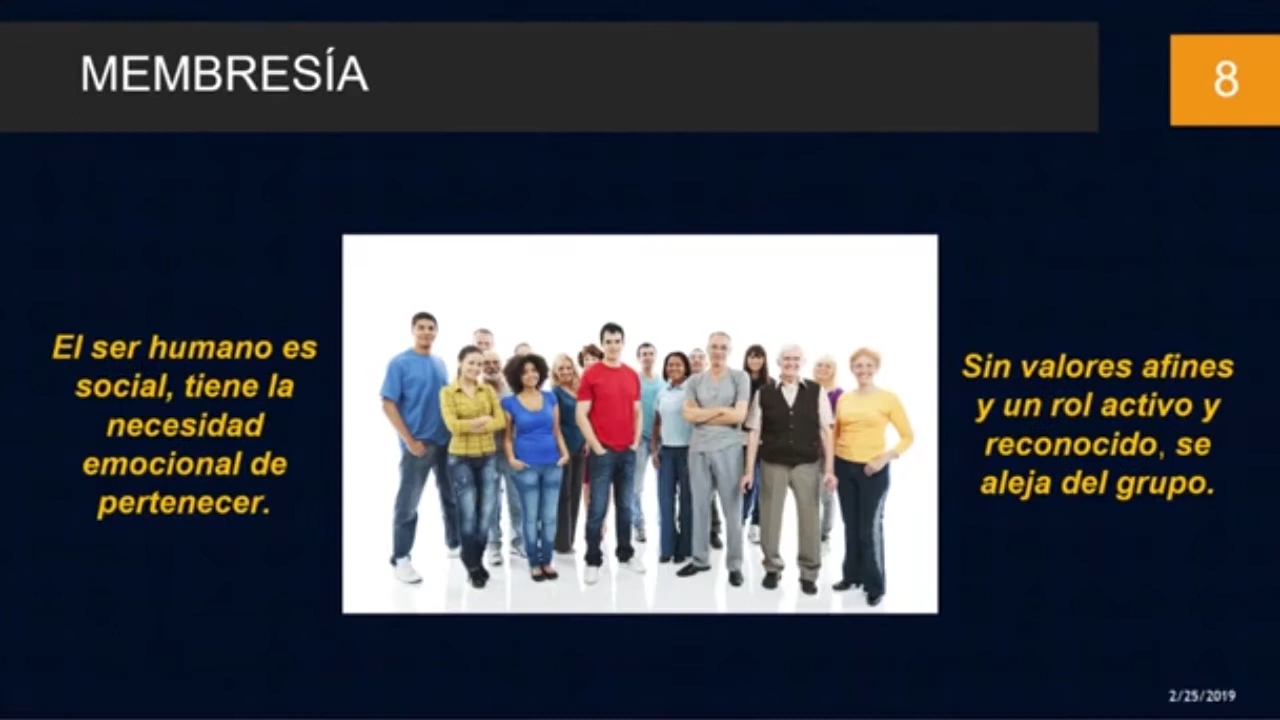 MEMBRESÍA
8
El ser humano es
social, tiene la
necesidad
emocional de
pertenecer.
Sin valores afines
y un rol activo y
reconocido, se
aleja del grupo.
2/25/2019